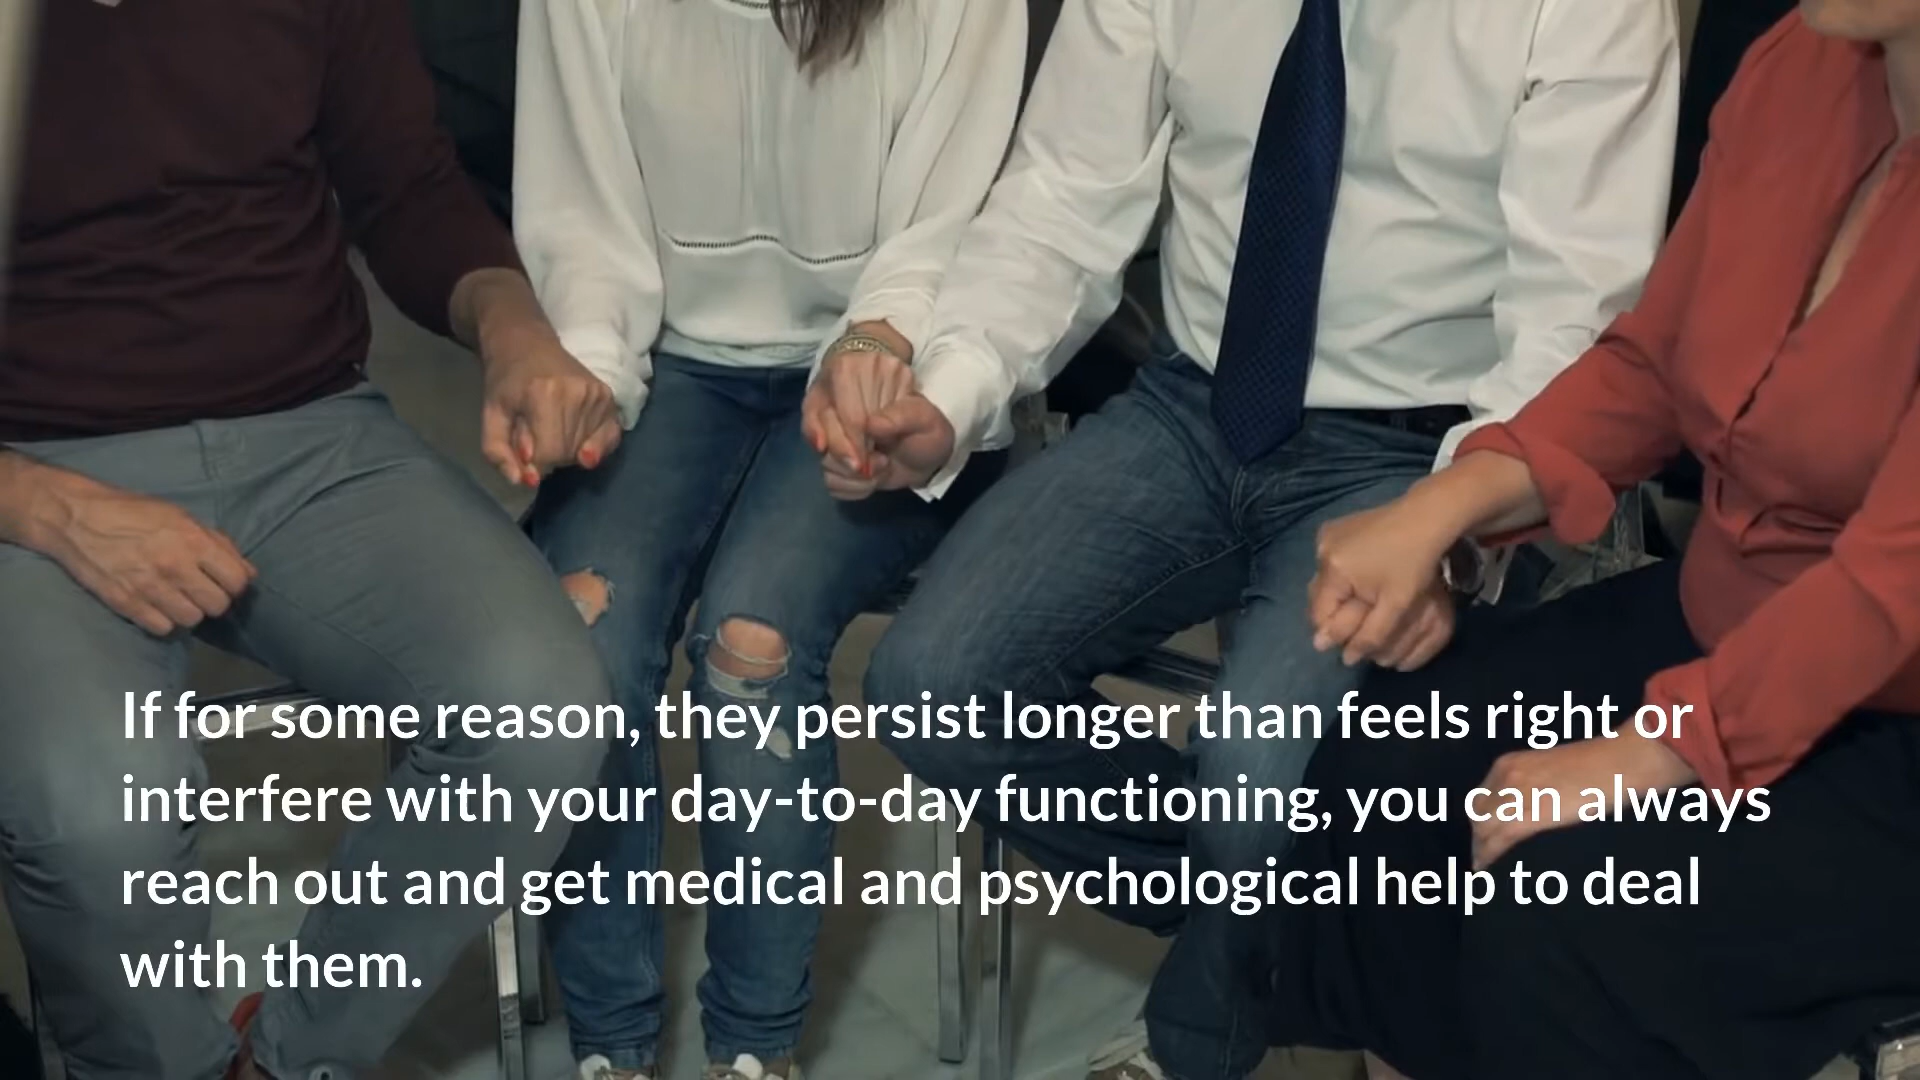 If for some reason, they persist longer than feels right or
interfere with your day-to-day functioning, you can always
reach out and get medical and psychological help to deal
with them.